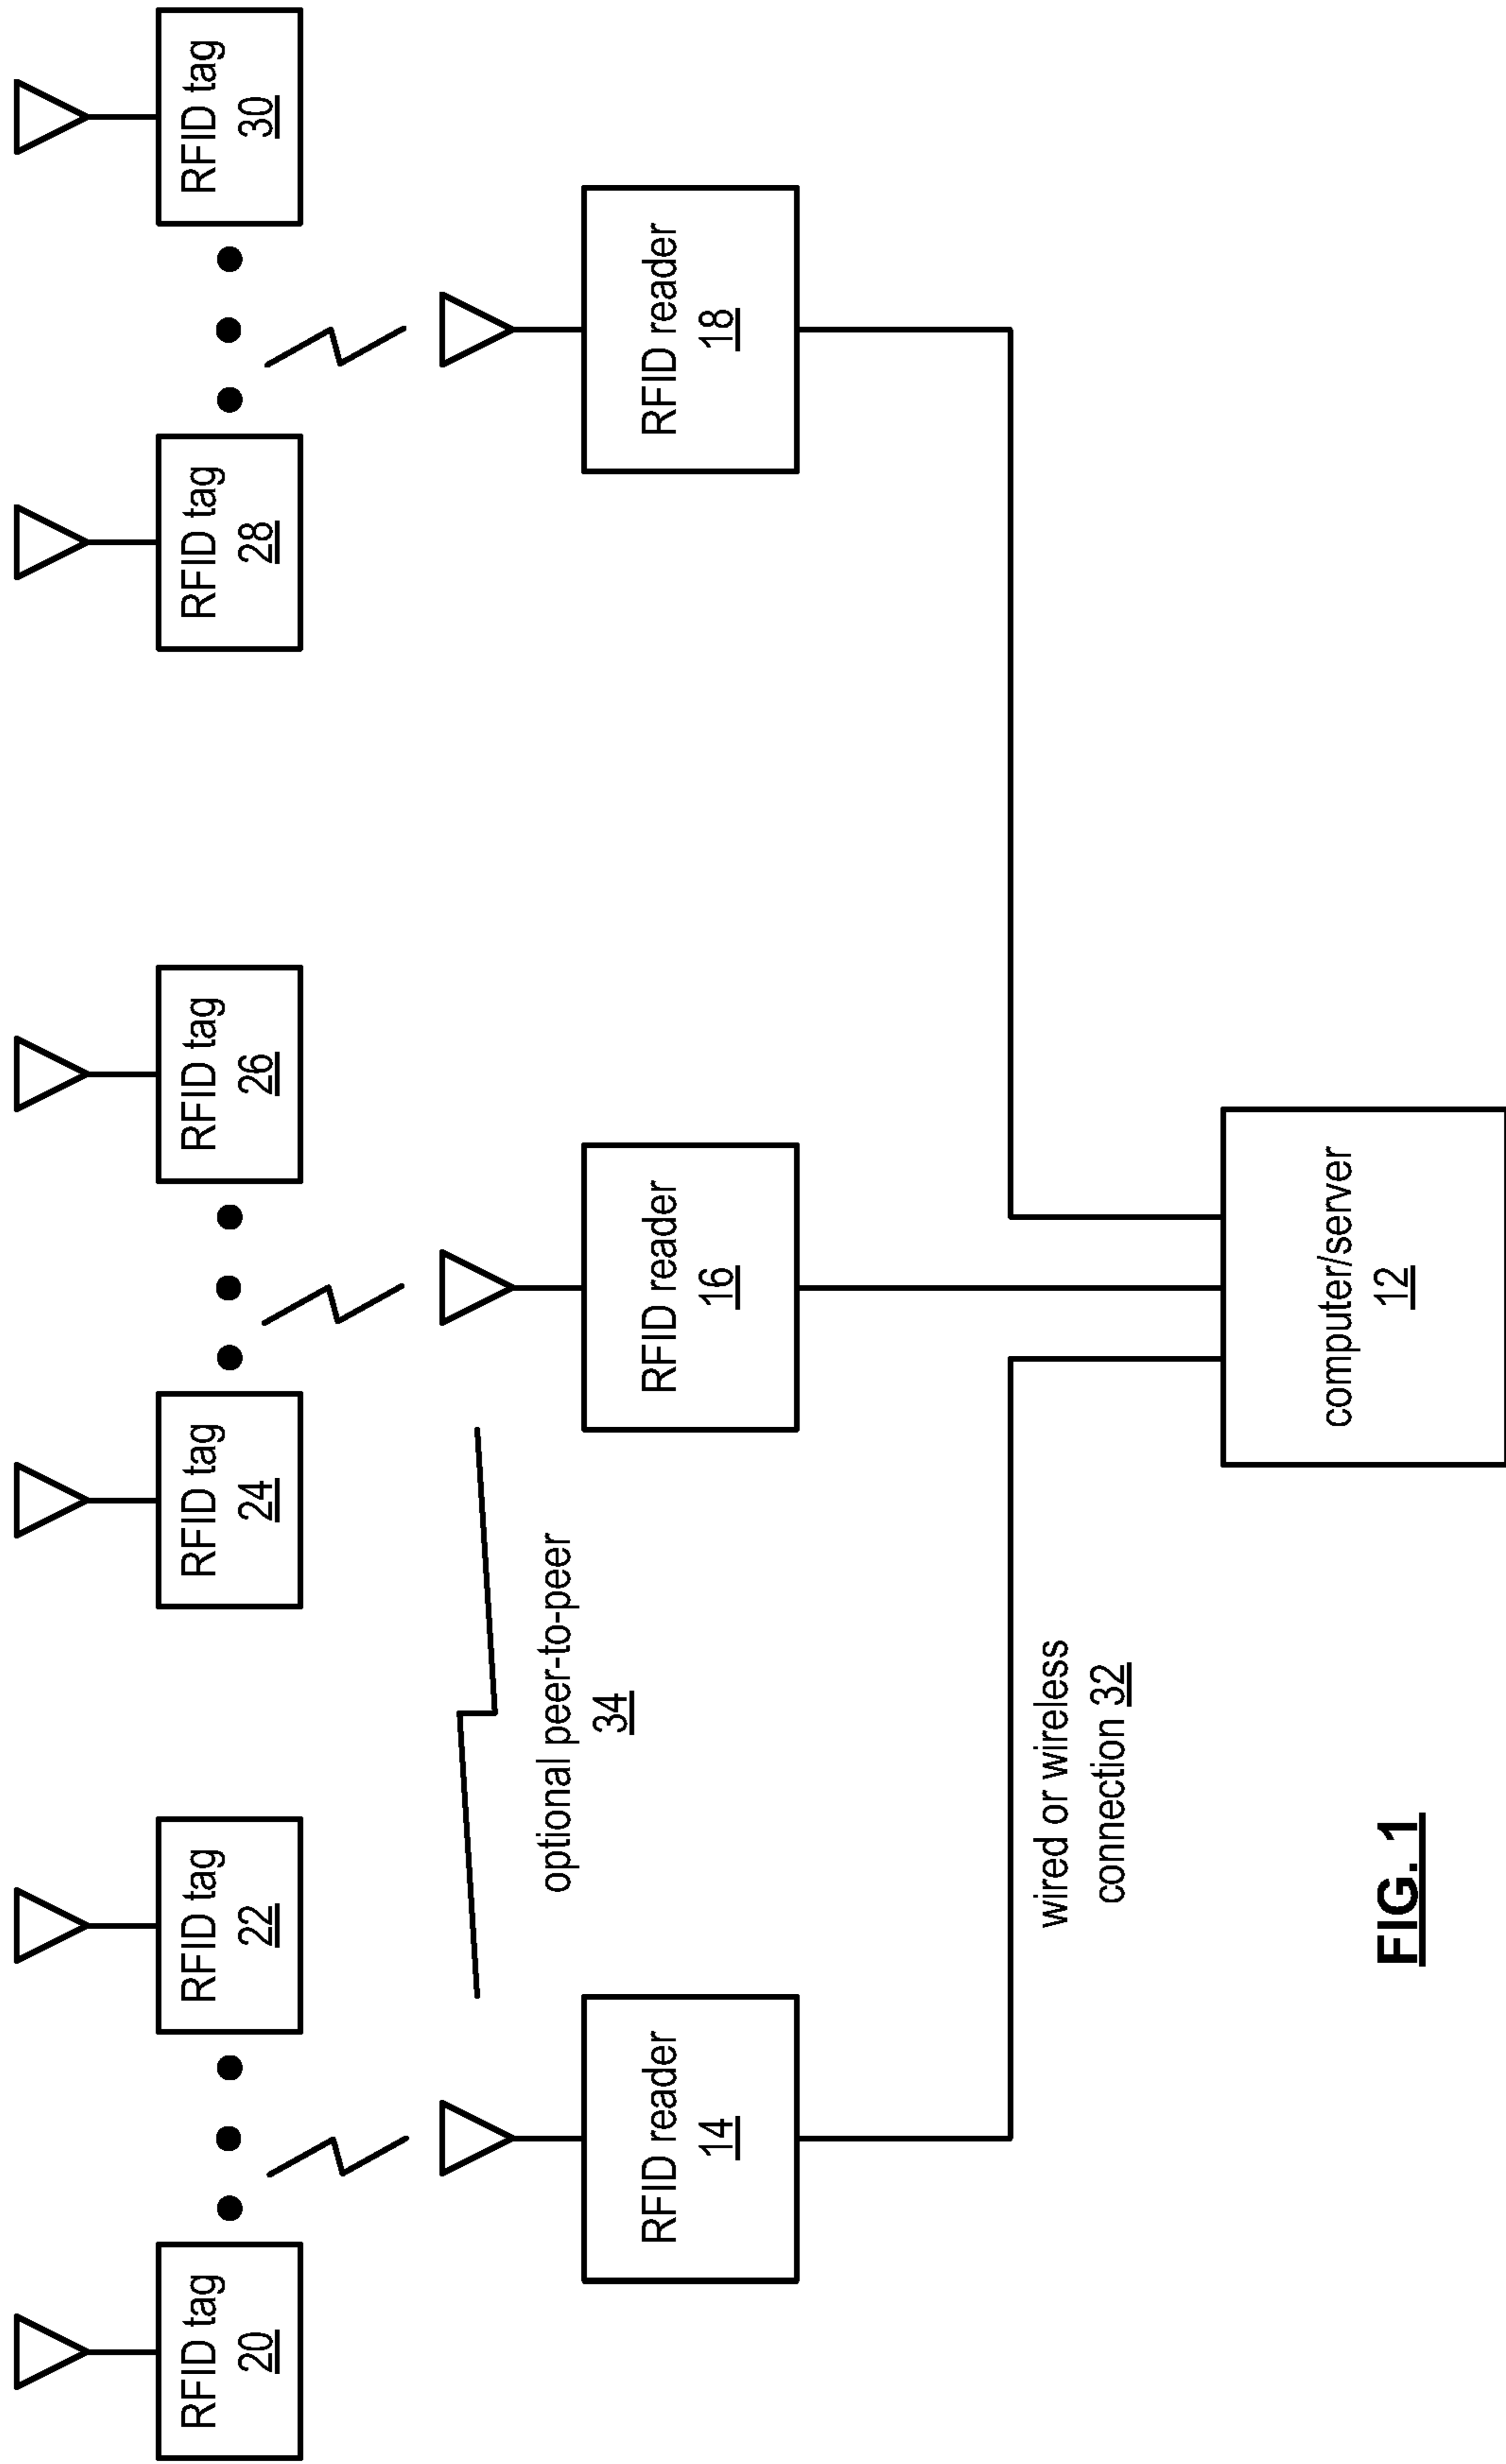 RFID tag
20
RFID tag
22
RFID tag
24
RFID tag
26
RFID tag
28
RFID tag
30
optional peer-to-peer
34
RFID reader
14
RFID reader
16
RFID reader
18
wired or wireless
connection 32
computer/server
12
FIG. 1